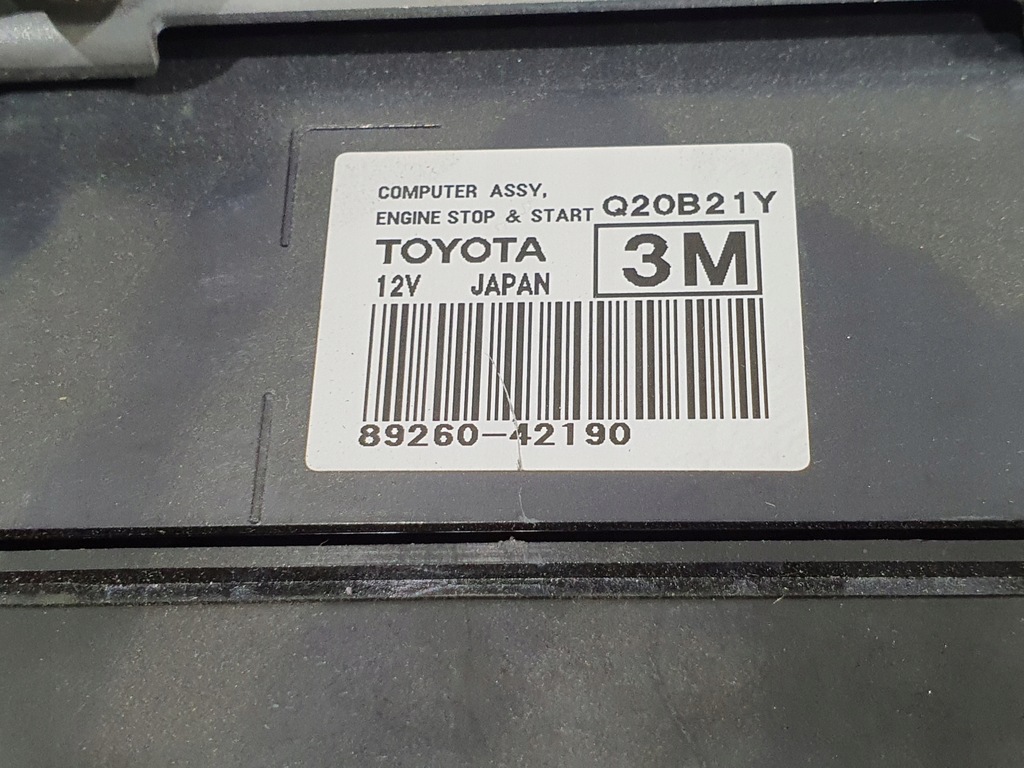 COMPUTER ASSY,
ENGINE STOP & START Q20B21Y
TOYOTA 3M
12V JAPAN
89260-42190